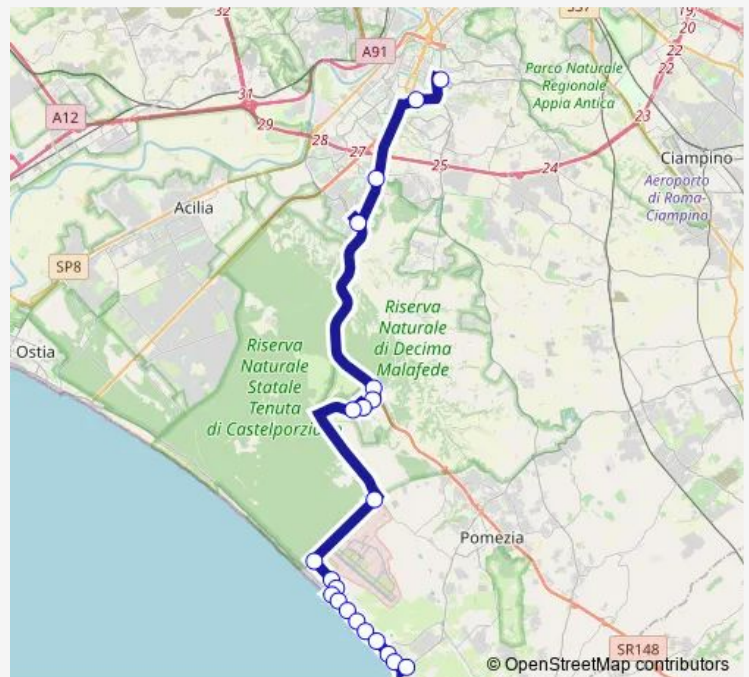 32
A91
A12
31
29
28
27
25
24
23
22
22
20
19,
Parco Naturale
Regionale
Appia Antica
Ciampino
Aeroporto
di Roma-
Ciampino
Acilia
SP8
Ostia
Riserva
Naturale
di Decima
Malafede
Riserva
Naturale
Statale
Tenuta
di Castelporziano
Pomezia
SR148
© OpenStreetMap contributors